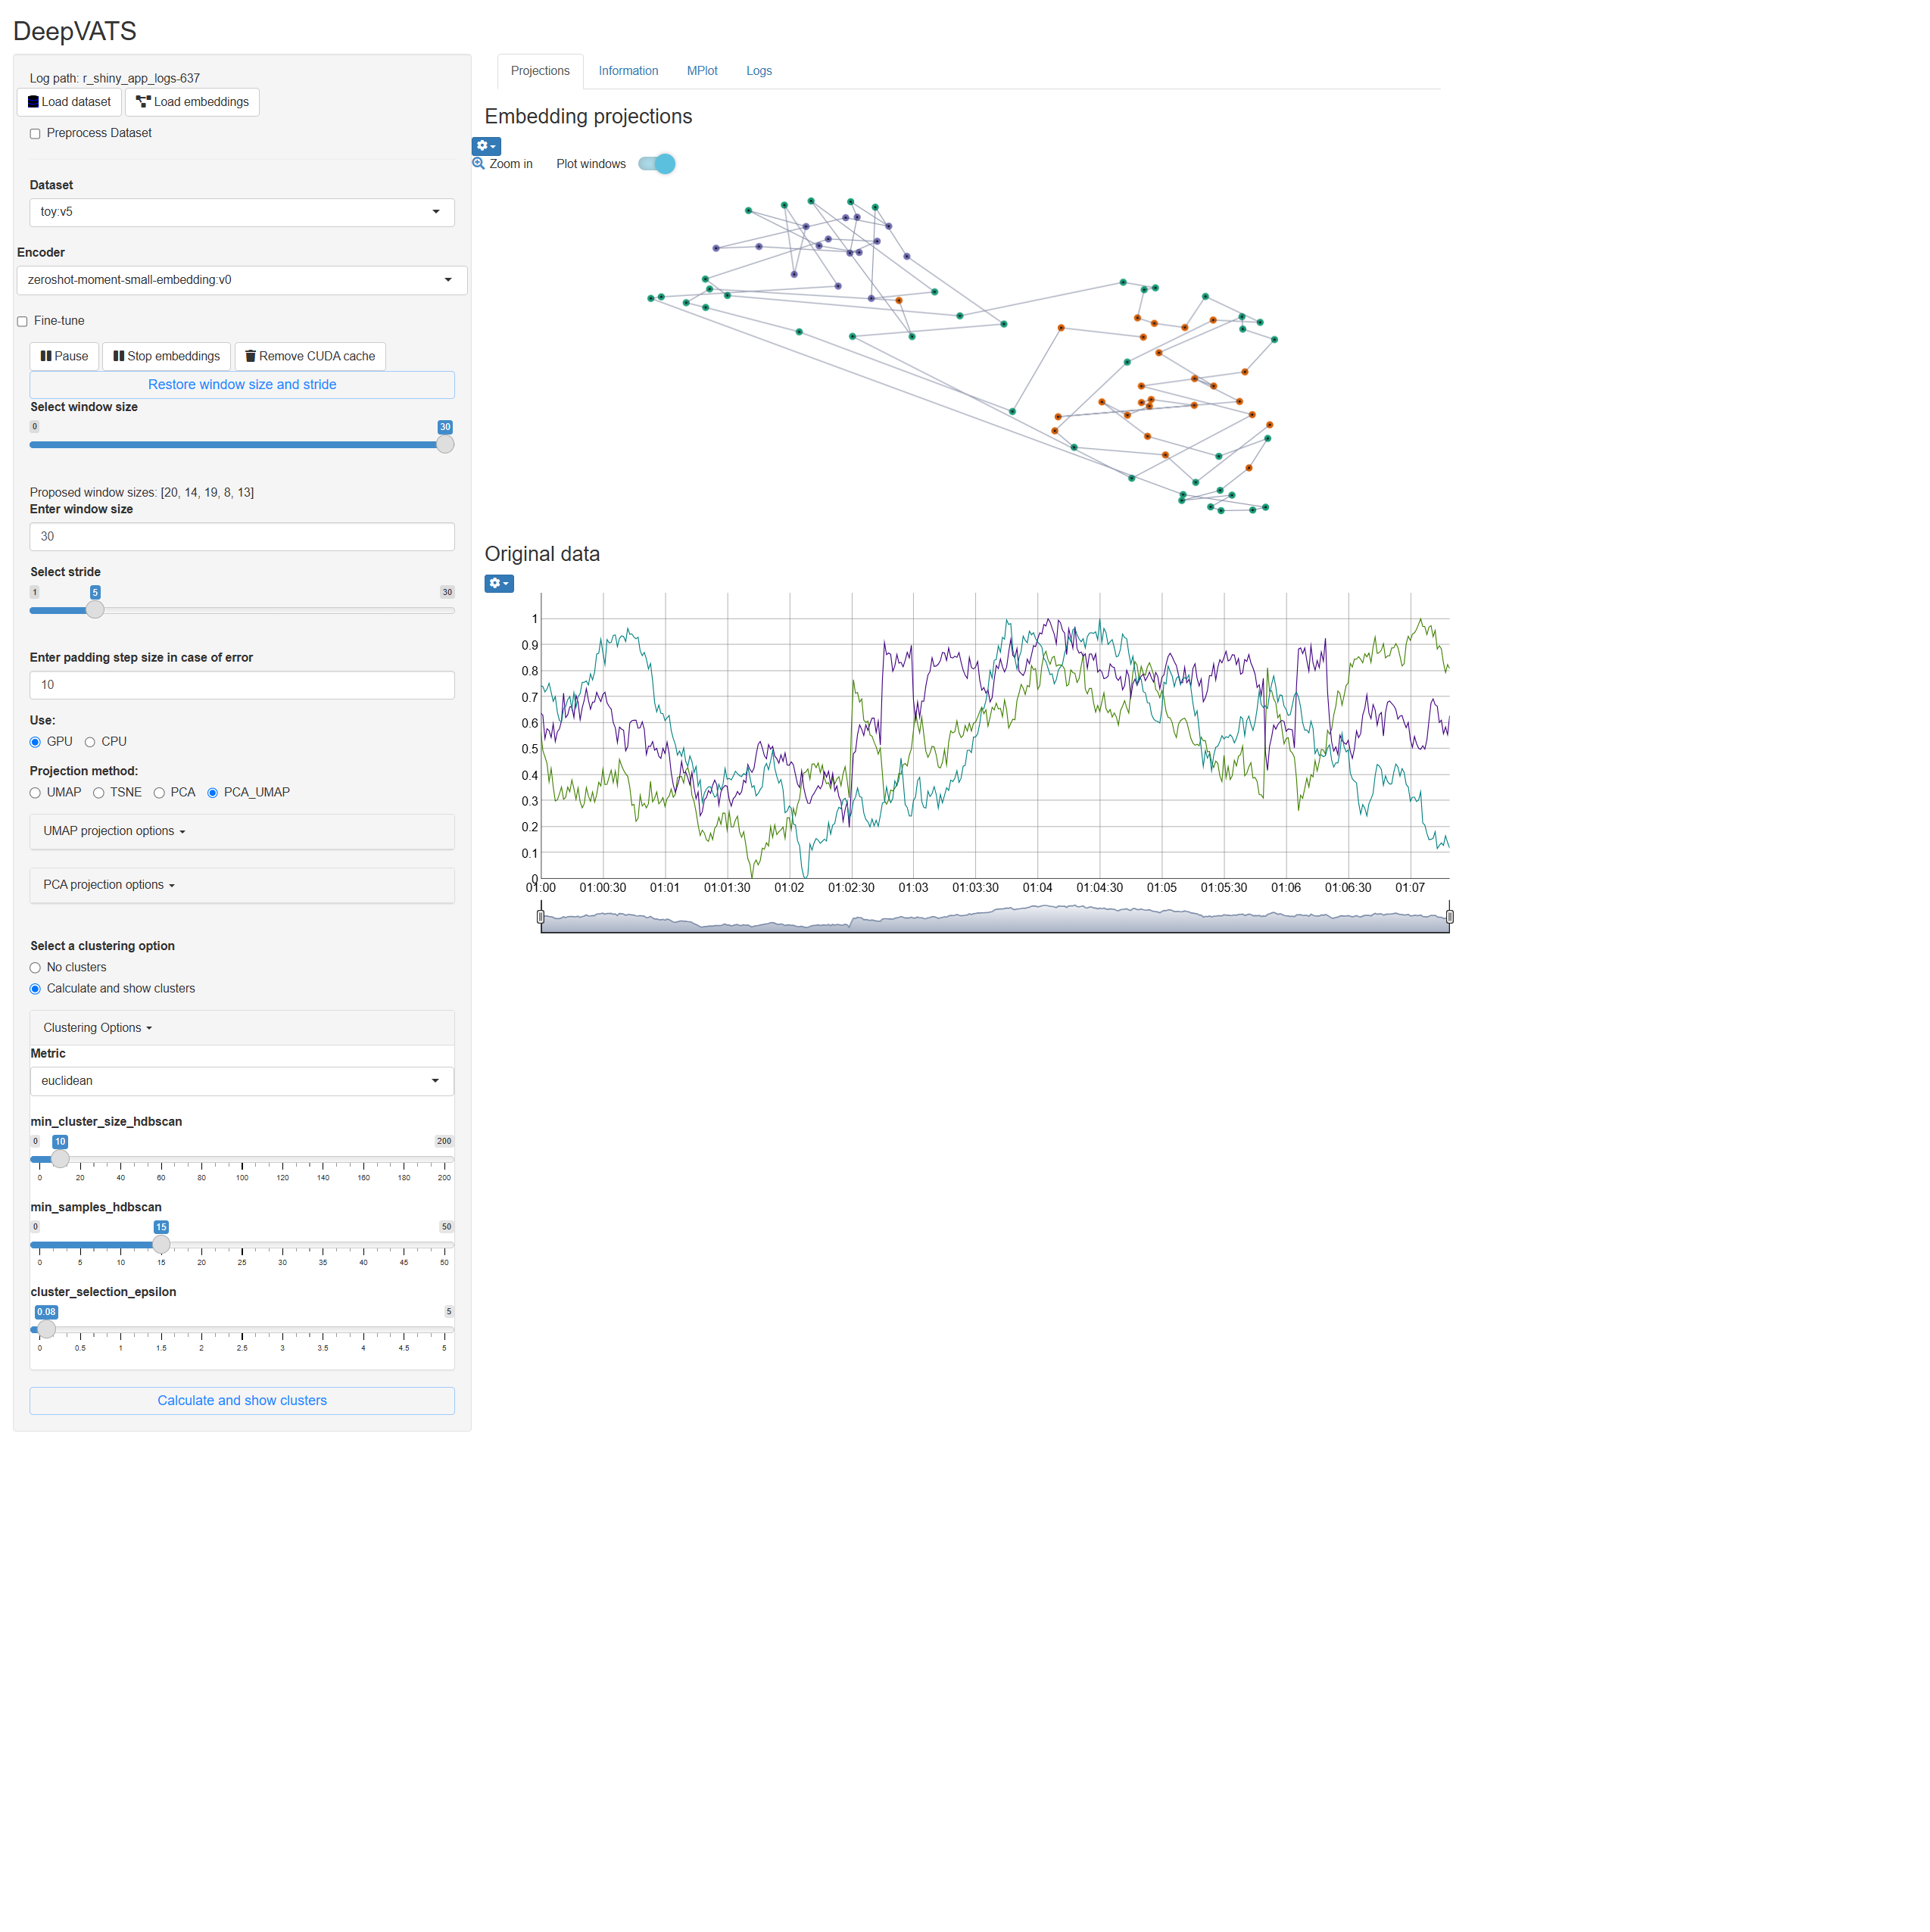 DeepVATS
Log path: r_shiny_app_logs-637
Load dataset
Load embeddings
Preprocess Dataset
Dataset
toy:v5
Encoder
zeroshot-moment-small-embedding:v0
Fine-tune
Pause
Stop embeddings
Remove CUDA cache
Restore window size and stride
Select window size
0
30
Proposed window sizes: [20, 14, 19, 8, 13]
Enter window size
30
Select stride
1
5
30
Enter padding step size in case of error
10
Use:
GPU CPU
Projection method:
UMAP TSNE PCA PCA_UMAP
UMAP projection options
PCA projection options
Select a clustering option
No clusters
Calculate and show clusters
Clustering Options
Metric
euclidean
min_cluster_size_hdbscan
0 10 200
0 20 40 60 80 100 120 140 160 180 200
min_samples_hdbscan
0 15 50
0 5 10 15 20 25 30 35 40 45 50
cluster_selection_epsilon
0.08 5
0 0.5 1 1.5 2 2.5 3 3.5 4 4.5 5
Calculate and show clusters
Projections Information MPlot Logs
Embedding projections
Zoom in Plot windows
Original data
1
0.9
0.8
0.7
0.6
0.5
0.4
0.3
0.2
0.1
0
01:00 01:00:30 01:01 01:01:30 01:02 01:02:30 01:03 01:03:30 01:04 01:04:30 01:05 01:05:30 01:06 01:06:30 01:07